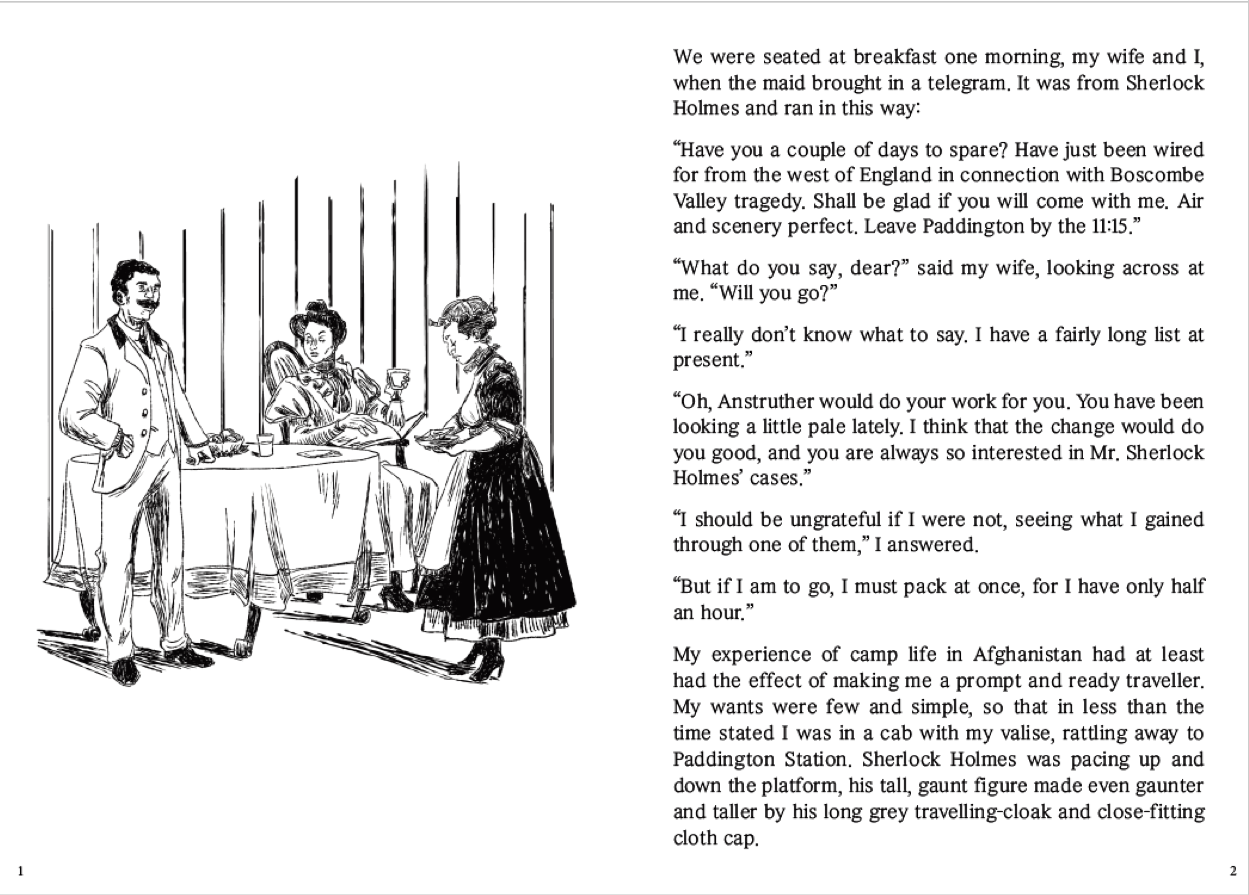 We were seated at breakfast one morning, my wife and I,
when the maid brought in a telegram. It was from Sherlock
Holmes and ran in this way:
“Have you a couple of days to spare? Have just been wired
for from the west of England in connection with Boscombe
Valley tragedy. Shall be glad if you will come with me. Air
and scenery perfect. Leave Paddington by the 11:15.”
“What do you say, dear?” said my wife, looking across at
me. “Will you go?”
“I really don’t know what to say. I have a fairly long list at
present.”
“Oh, Anstruther would do your work for you. You have been
looking a little pale lately. I think that the change would do
you good, and you are always so interested in Mr. Sherlock
Holmes’ cases.”
“I should be ungrateful if I were not, seeing what I gained
through one of them,” I answered.
“But if I am to go, I must pack at once, for I have only half
an hour.”
My experience of camp life in Afghanistan had at least
had the effect of making me a prompt and ready traveller.
My wants were few and simple, so that in less than the
time stated I was in a cab with my valise, rattling away to
Paddington Station. Sherlock Holmes was pacing up and
down the platform, his tall, gaunt figure made even gaunter
and taller by his long grey travelling-cloak and close-fitting
cloth cap.
1
2